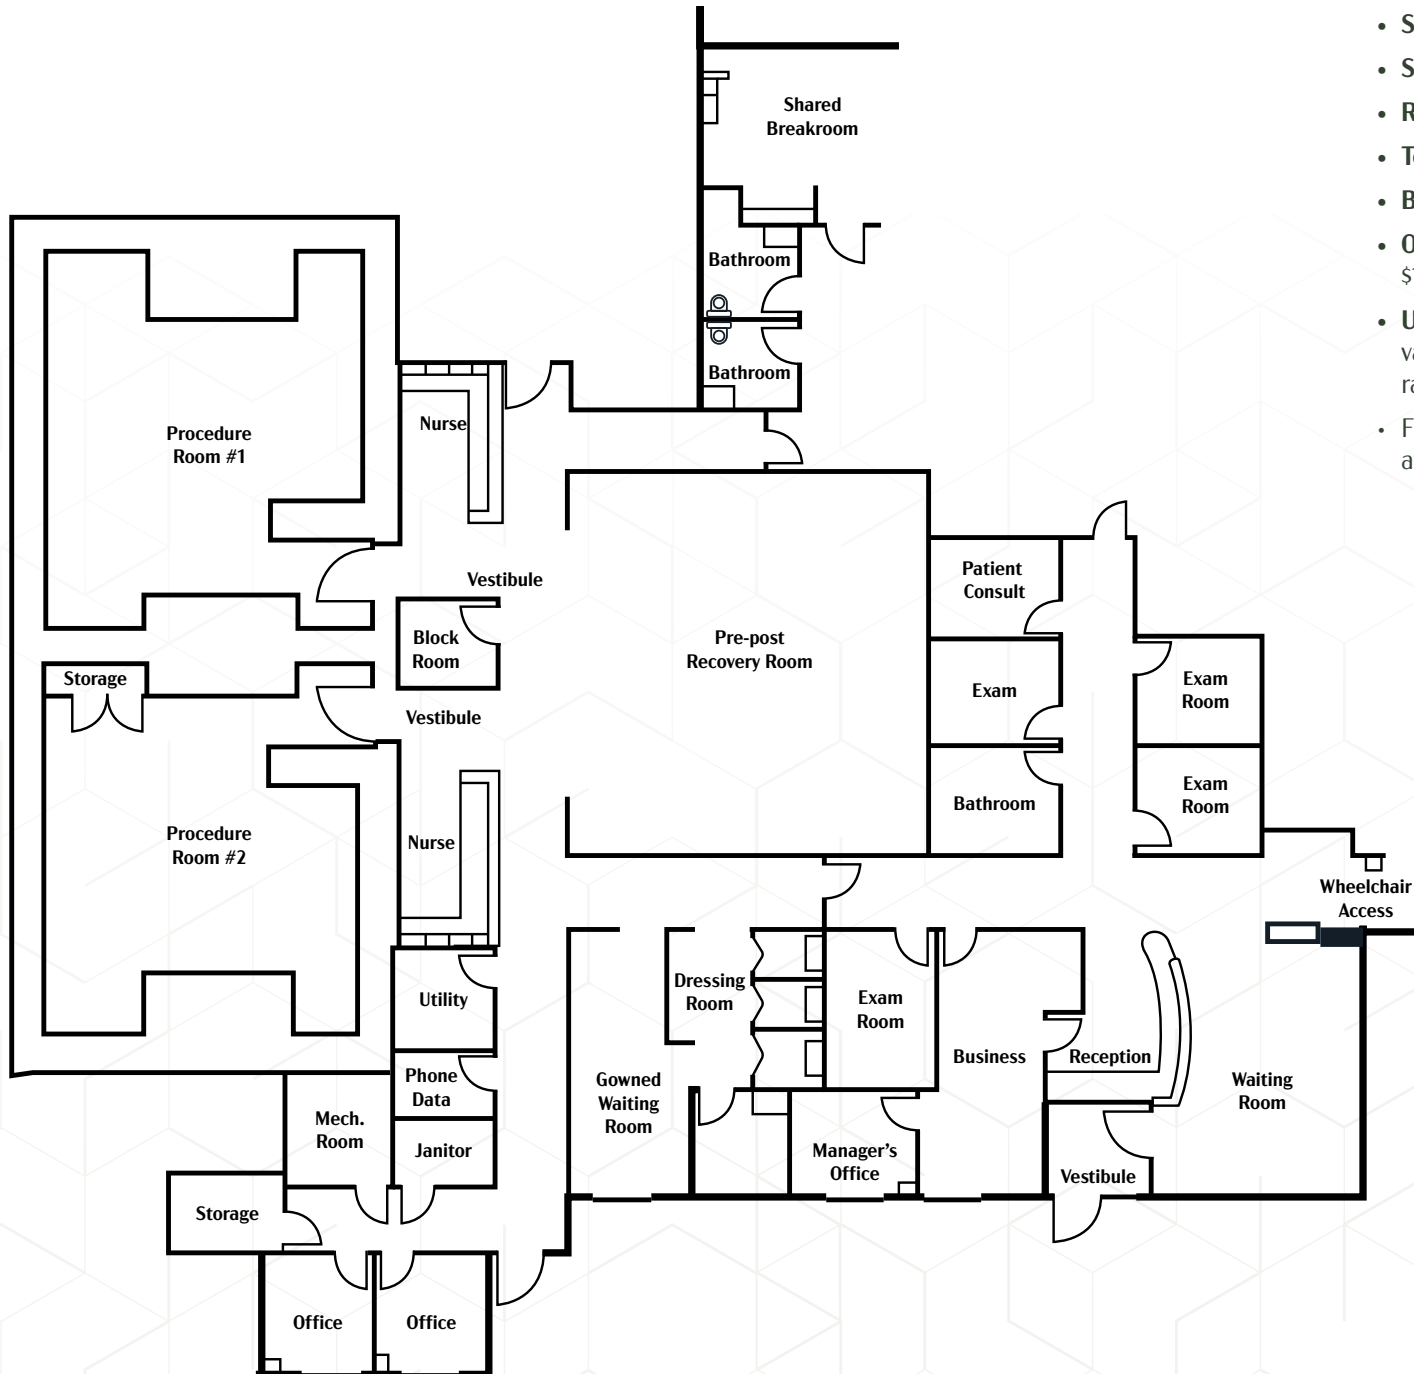 Shared
Breakroom
Bathroom
Bathroom
Nurse
Procedure
Room #1
Vestibule
Block
Room
Pre-post
Recovery Room
Patient
Consult
Exam
Exam
Room
Storage
Vestibule
Bathroom
Exam
Room
Procedure
Room #2
Nurse
Wheelchair
Access
Utility
Dressing
Room
Exam
Room
Business
Reception
Phone
Data
Gowned
Waiting
Room
Waiting
Room
Mech.
Room
Janitor
Manager's
Office
Vestibule
Storage
Office
Office